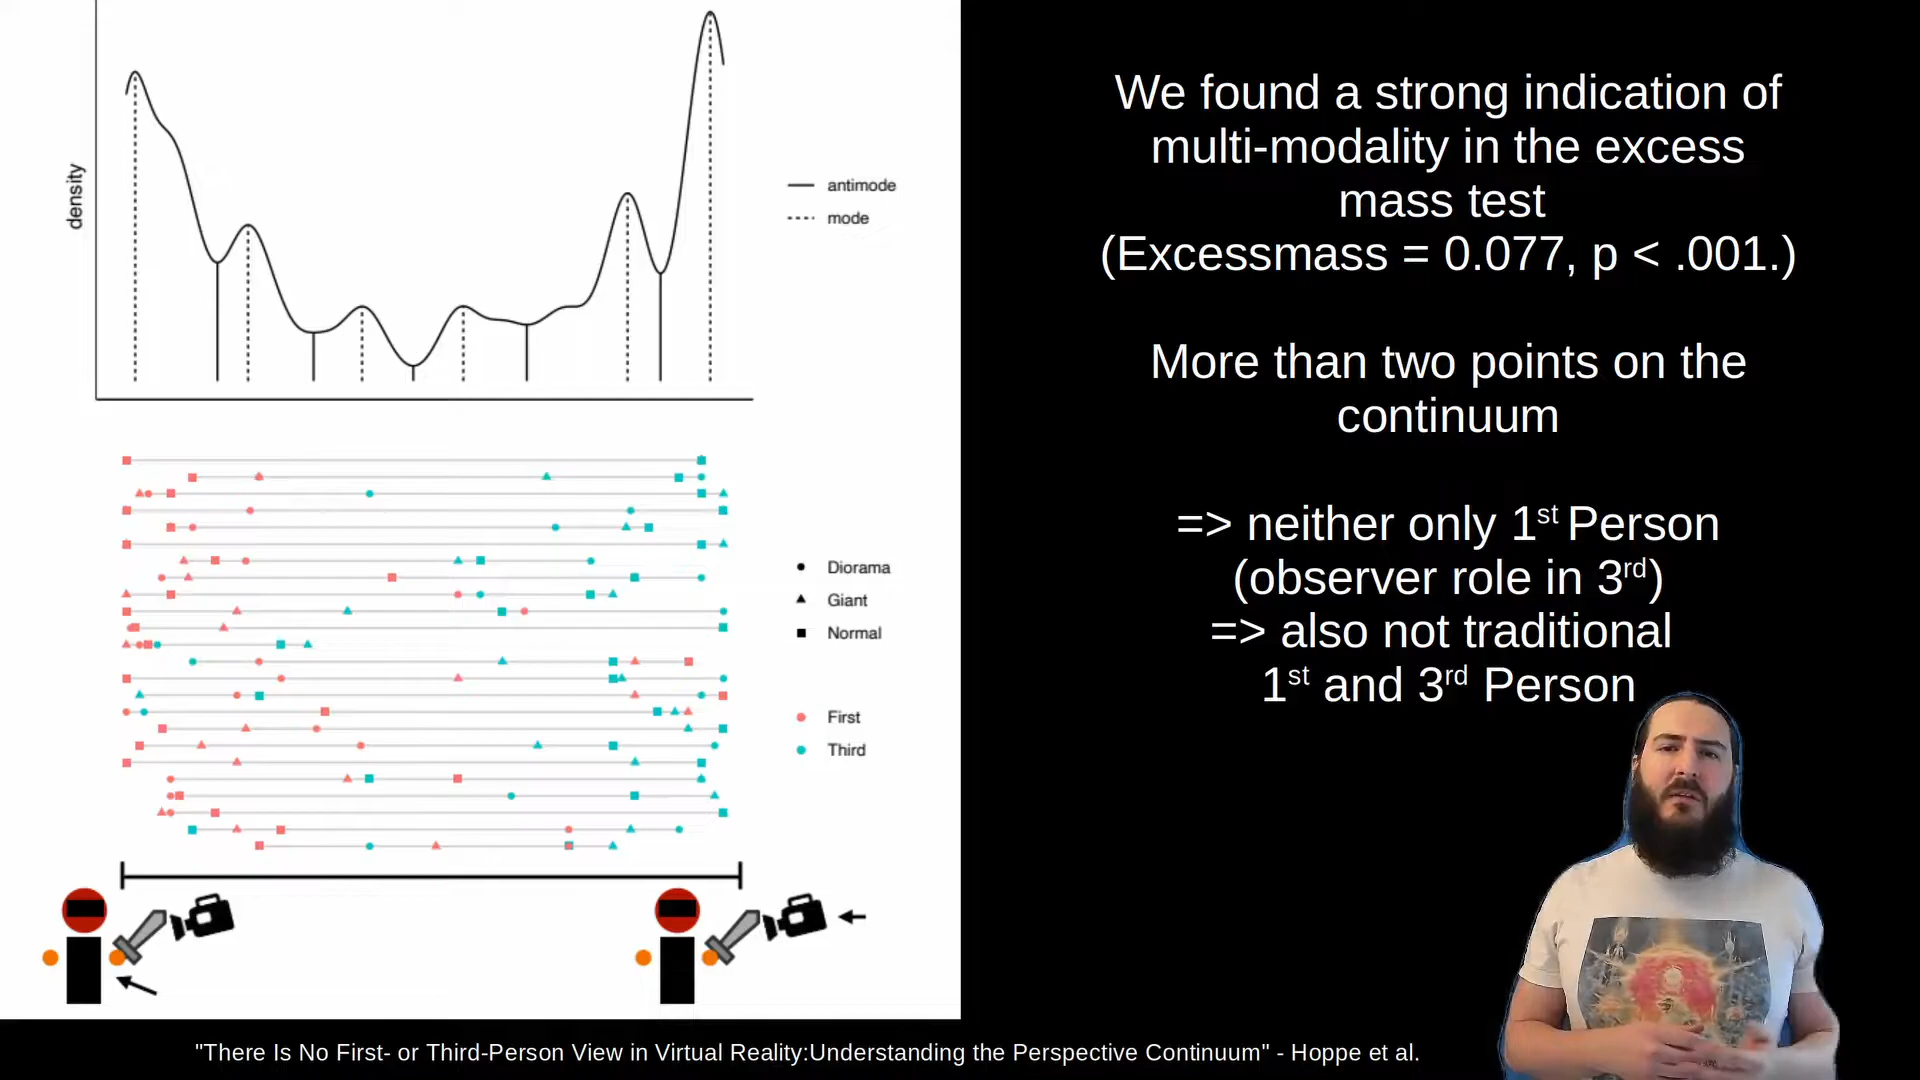 density
antimode
mode
Diorama
Giant
Normal
First
Third
We found a strong indication of
multi-modality in the excess
mass test
(Excessmass = 0.077, p < .001.)
More than two points on the
continuum
=> neither only 1st Person
(observer role in 3rd)
=> also not traditional
1st and 3rd Person
"There Is No First- or Third-Person View in Virtual Reality:Understanding the Perspective Continuum" - Hoppe et al.